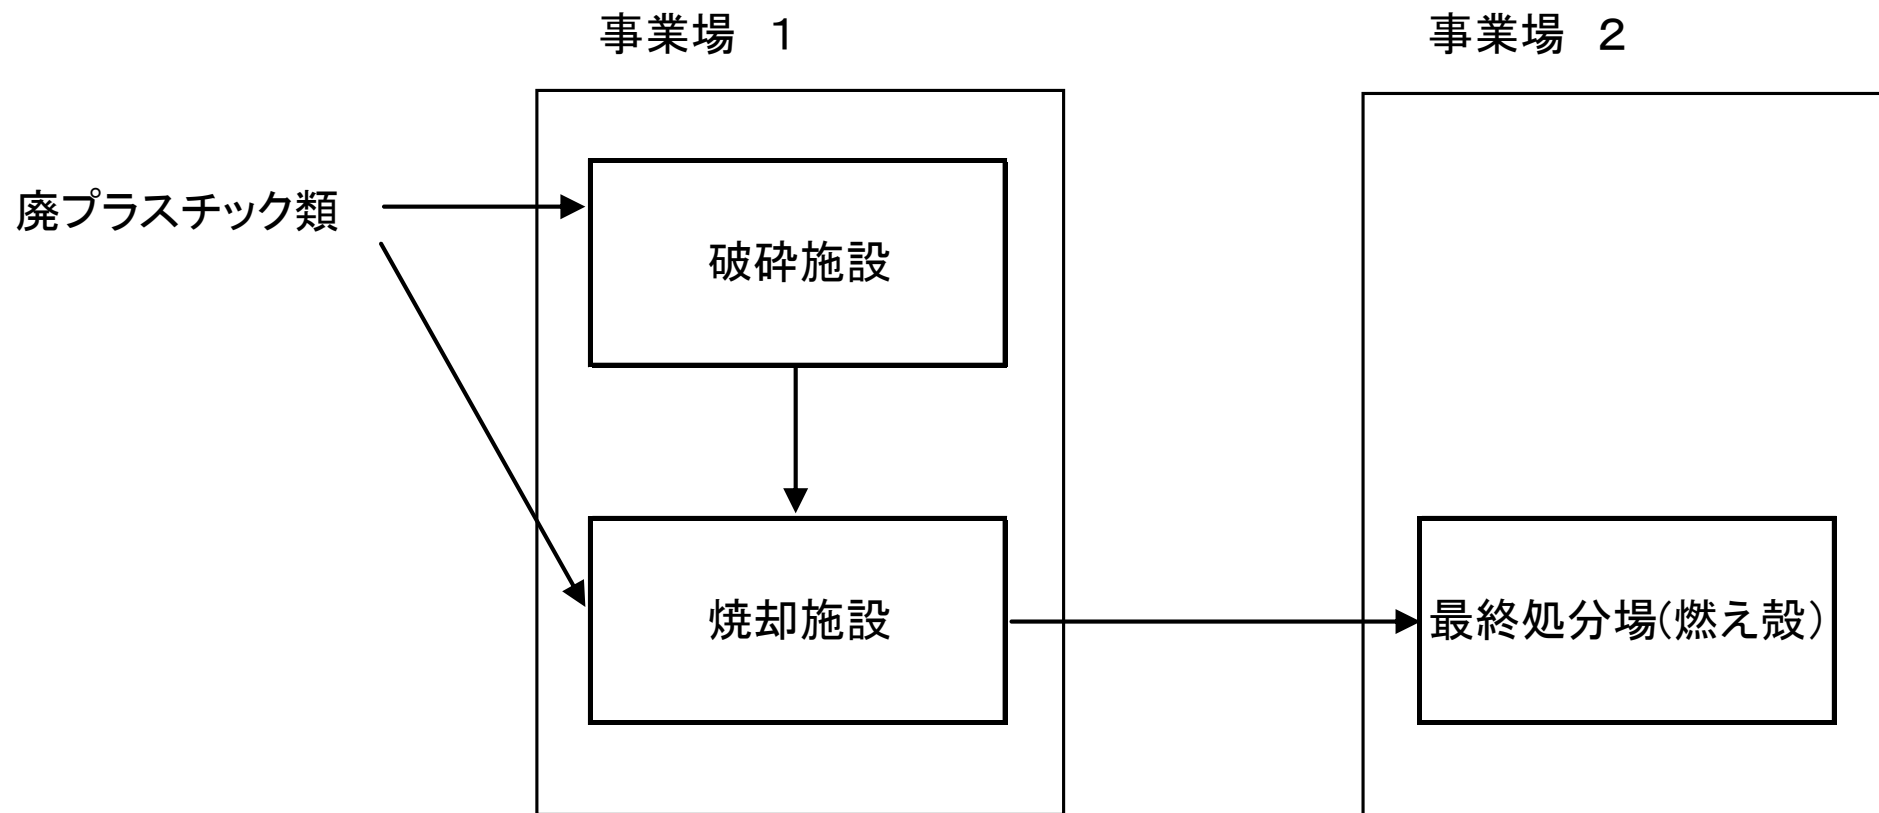 事業場　１
事業場　２
廃プラスチック類
破砕施設
焼却施設
最終処分場(燃え殻)